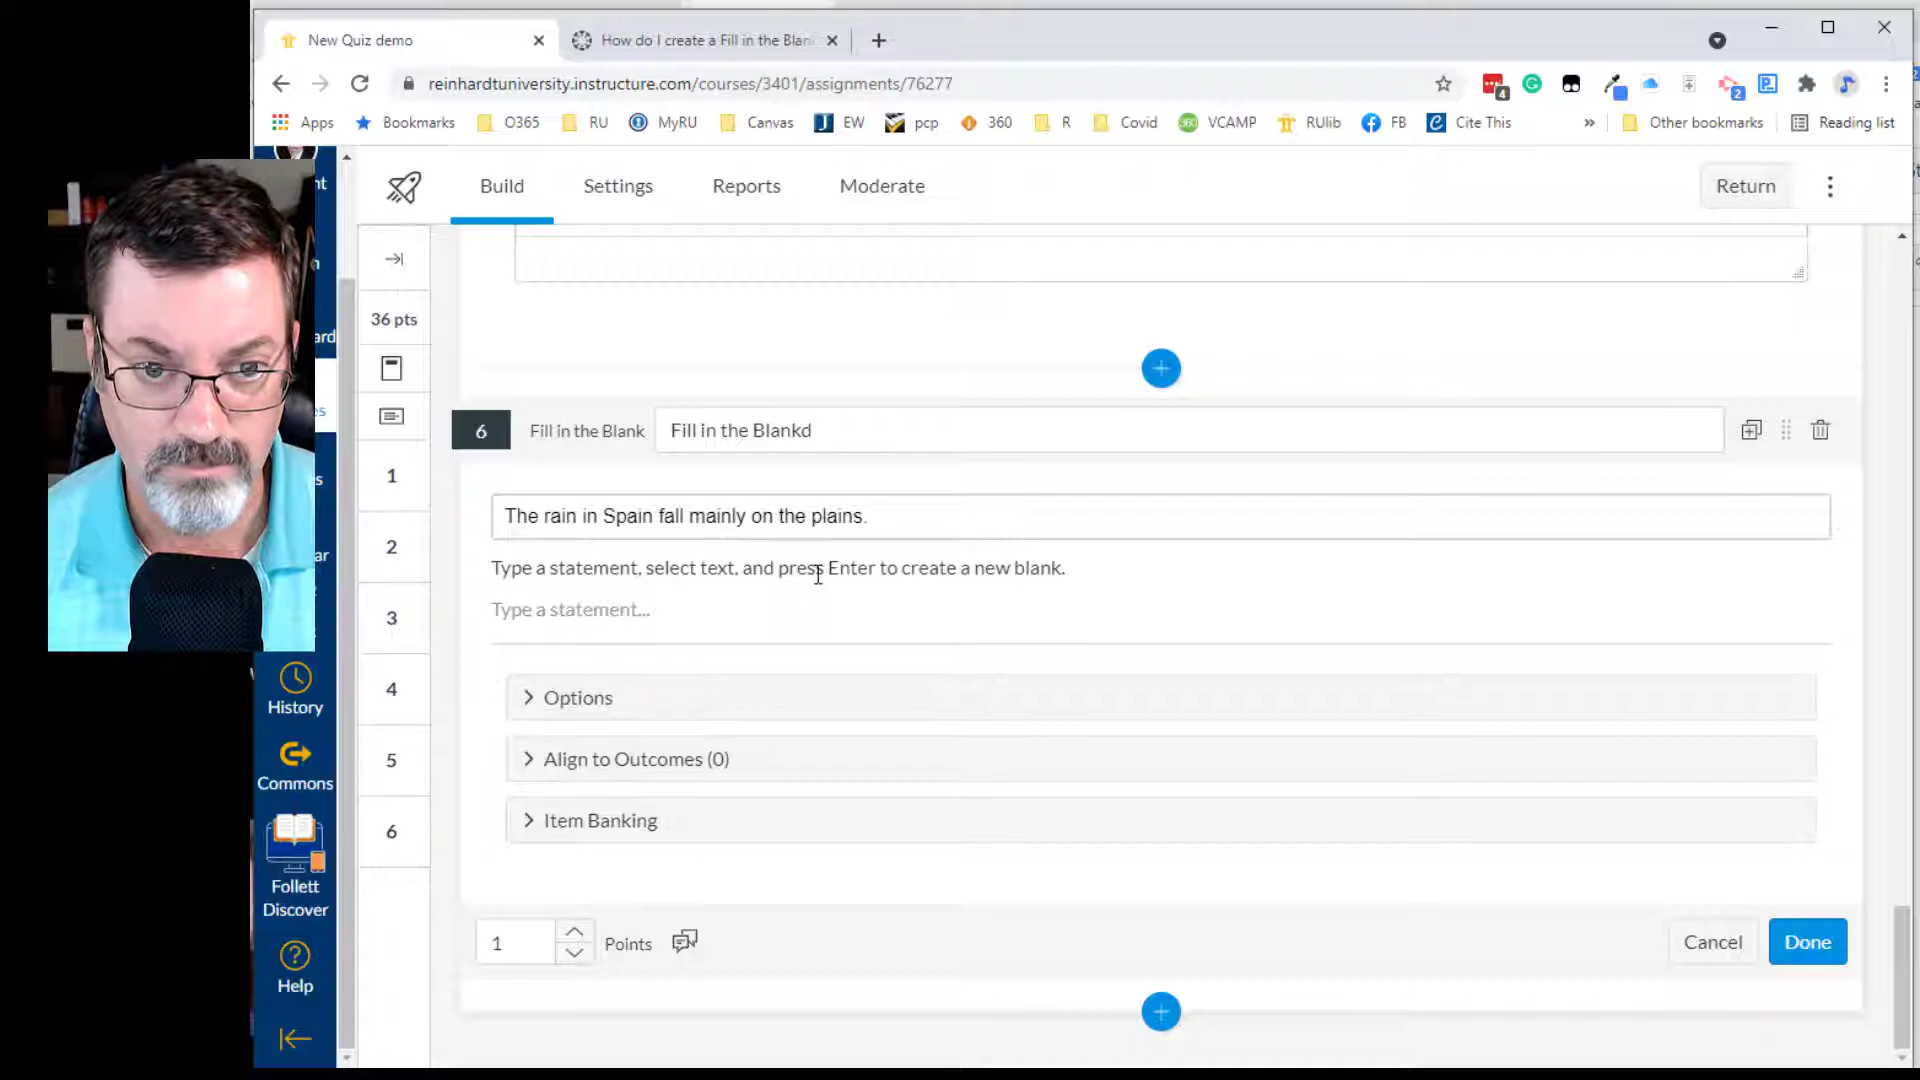 New Quiz demo
How do I create a Fill in the Blan
reinhardtuniversity.instructure.com/courses/3401/assignments/76277
4
2
Apps
Bookmarks
O365
RU
MyRU
Canvas
EW
pcp
360
R
Covid
VCAMP
RUlib
FB
Cite This
»
Other bookmarks
Reading list
Build
Settings
Reports
Moderate
Return
36 pts
6
Fill in the Blank
Fill in the Blankd
1
The rain in Spain fall mainly on the plains.
2
Type a statement, select text, and press Enter to create a new blank.
3
Type a statement...
4
Options
5
Align to Outcomes (0)
6
Item Banking
History
Commons
Follett
Discover
Help
1
Points
Cancel
Done